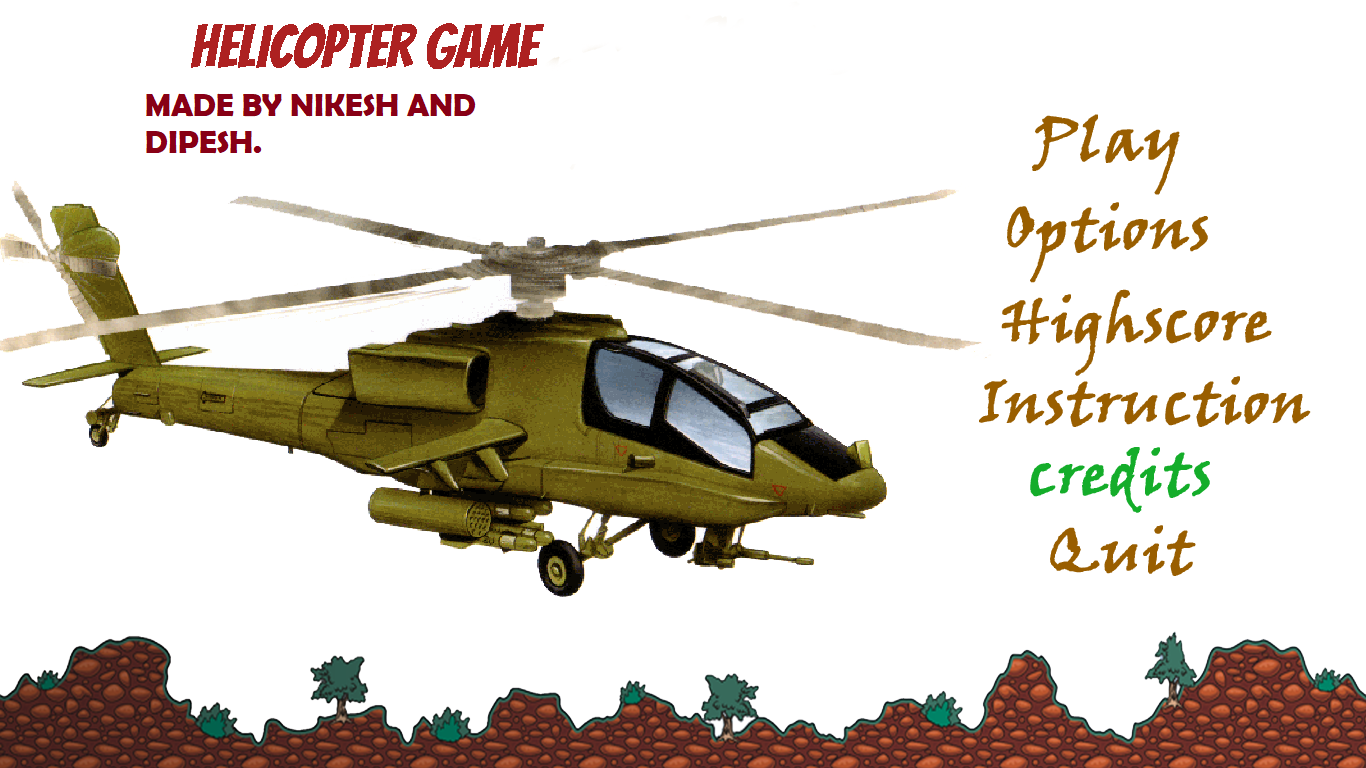 HELICOPTER GAME
MADE BY NIKESH AND
DIPESH.
Play
Options
Highscore
Instruction
credits
Quit